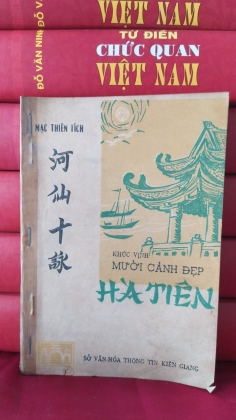 ĐỖ VĂN NINH
VIỆT NAM
TỪ ĐIỂN
CHỨC QUAN
VIỆT NAM
MẠC THIÊN TÍCH
河仙十詠
KHÚC VỊNH
MƯỜI CẢNH ĐẸP
HÀ TIÊN
SỞ VĂN HÓA THÔNG TIN KIÊN GIANG